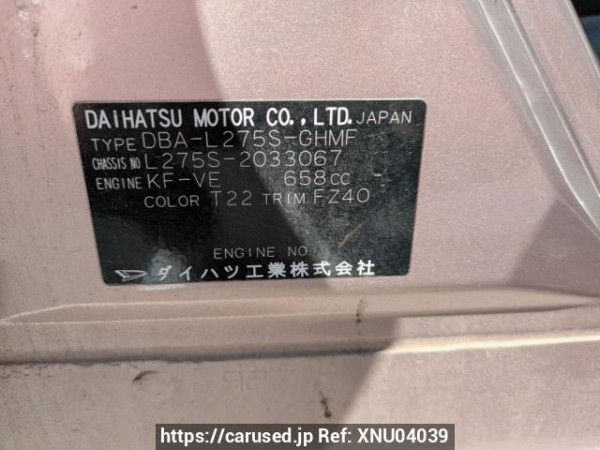 DAIHATSU MOTOR CO., LTD. JAPAN
TYPE DBA-L275S-GHMF
CHASSIS NO L275S-2033067
ENGINE KF-VE 658cc
COLOR T22 TRIM FZ40
ENGINE NO
ダイハツ工業株式会社
https://carused.jp Ref: XNU04039